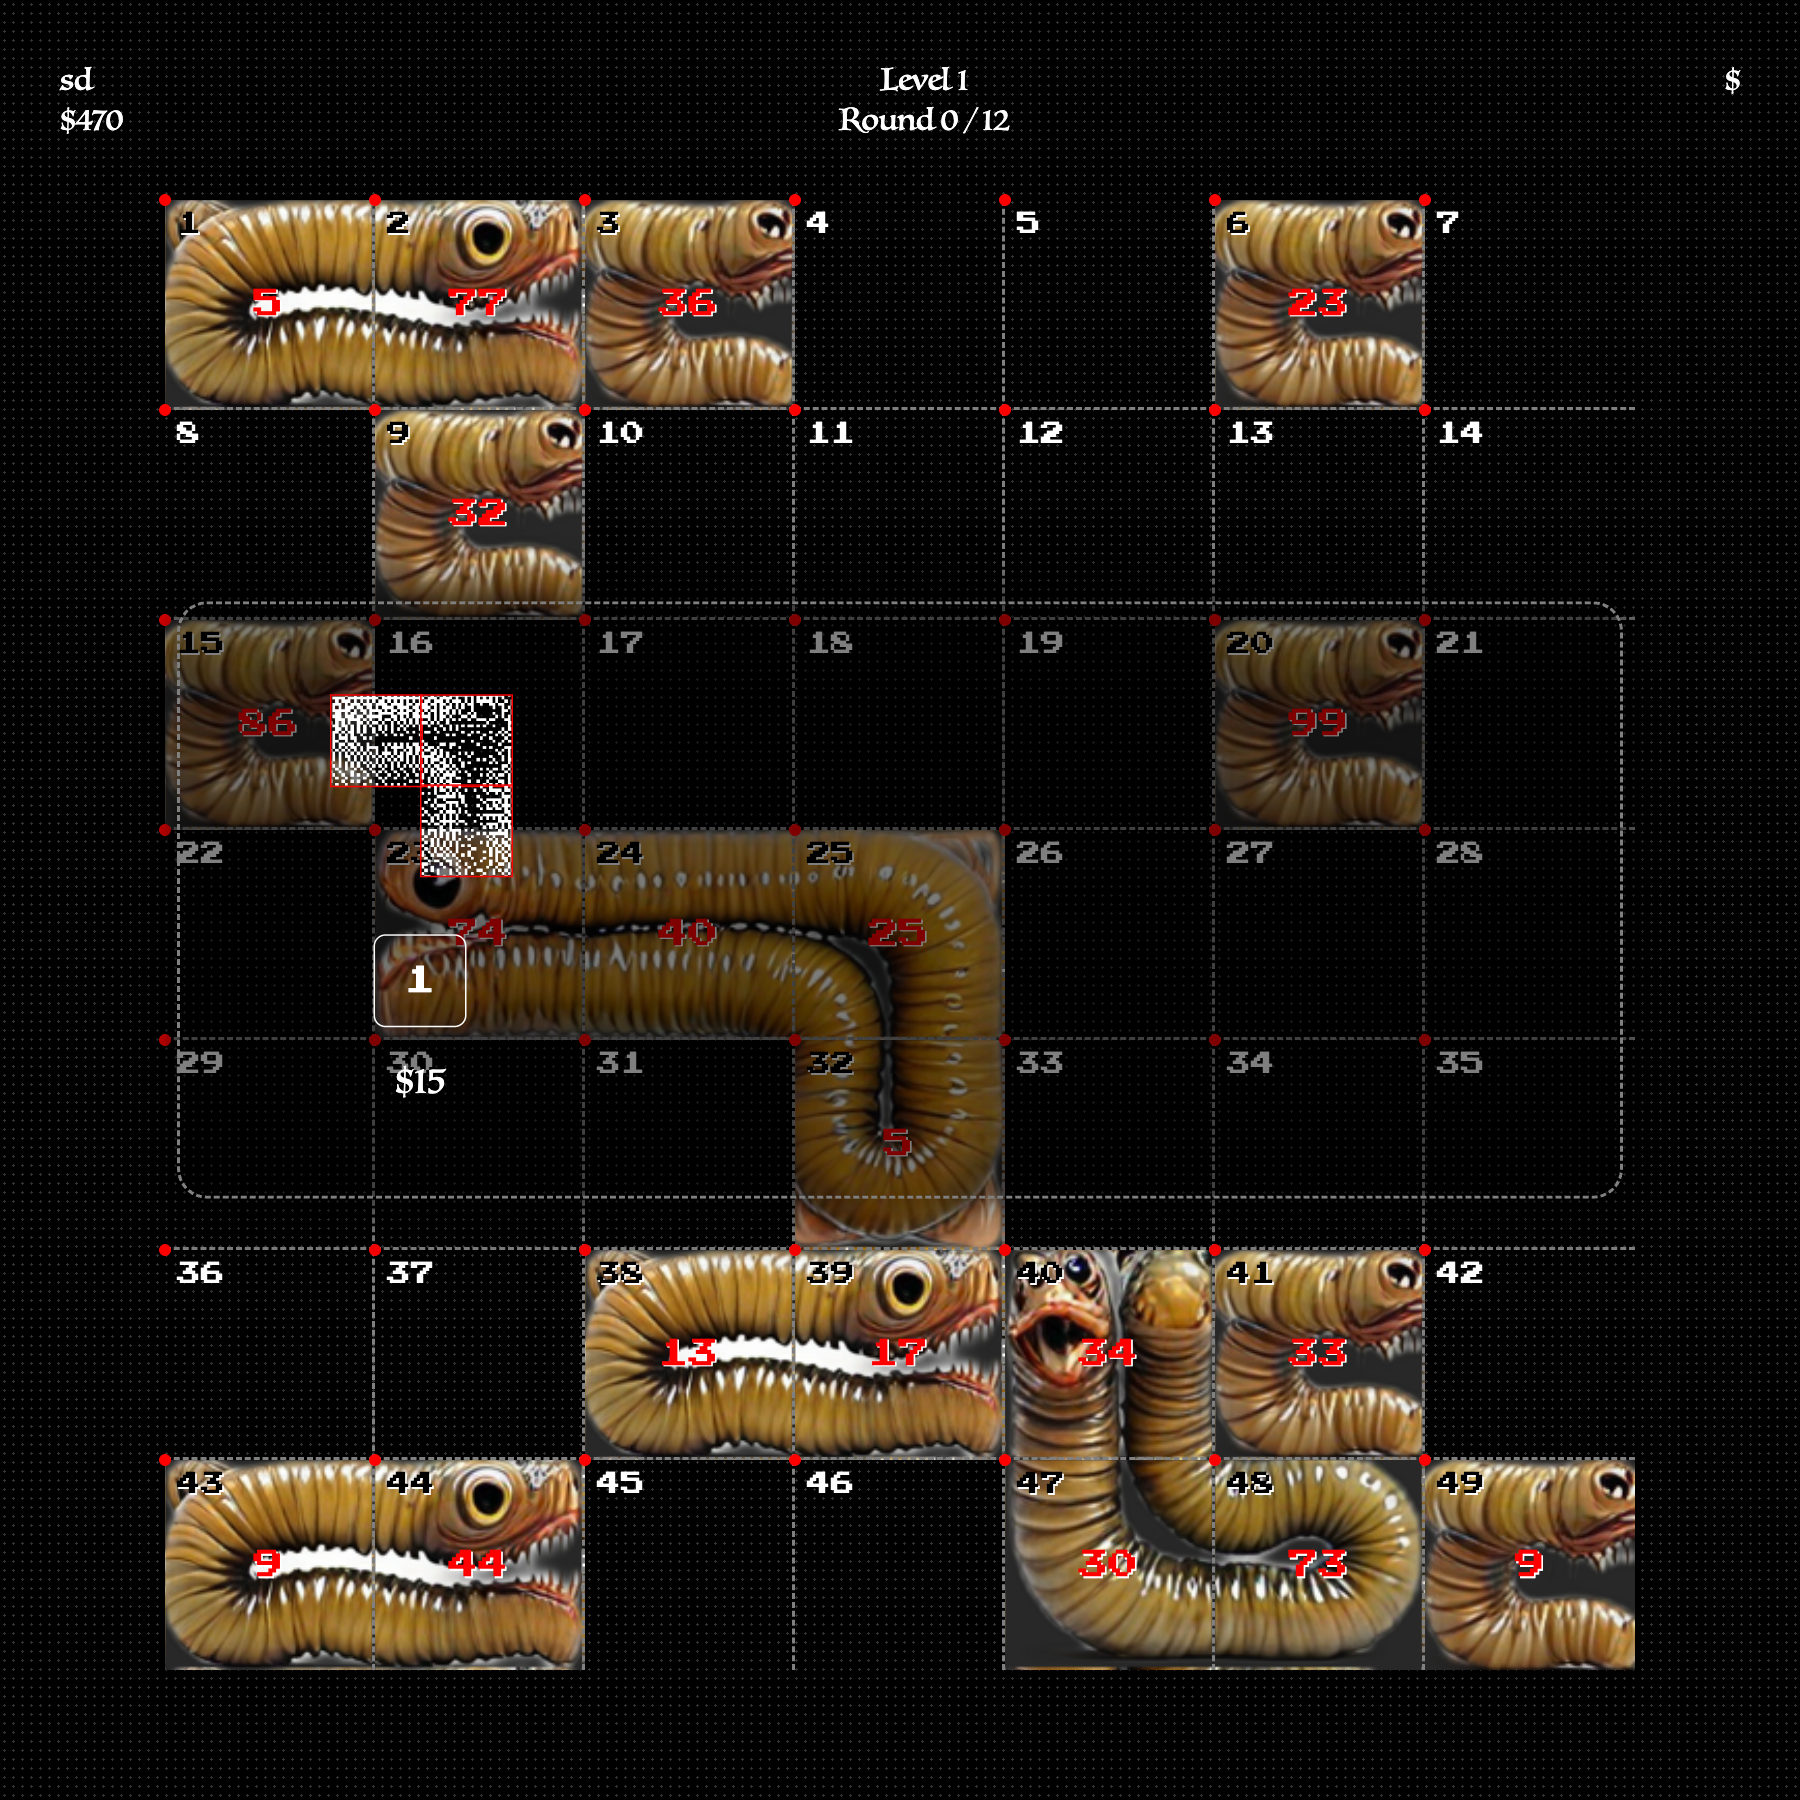 sd
Level 1
$
$470
Round 0 / 12
1 2 3 4 5 6 7
5 77 36 23
8 9 10 11 12 13 14
32
15 16 17 18 19 20 21
86 99
22 23 24 25 26 27 28
74 40 25
1
29 30 31 32 33 34 35
$15
5
36 37 38 39 40 41 42
13 17 34 33
43 44 45 46 47 48 49
9 44 30 73 9